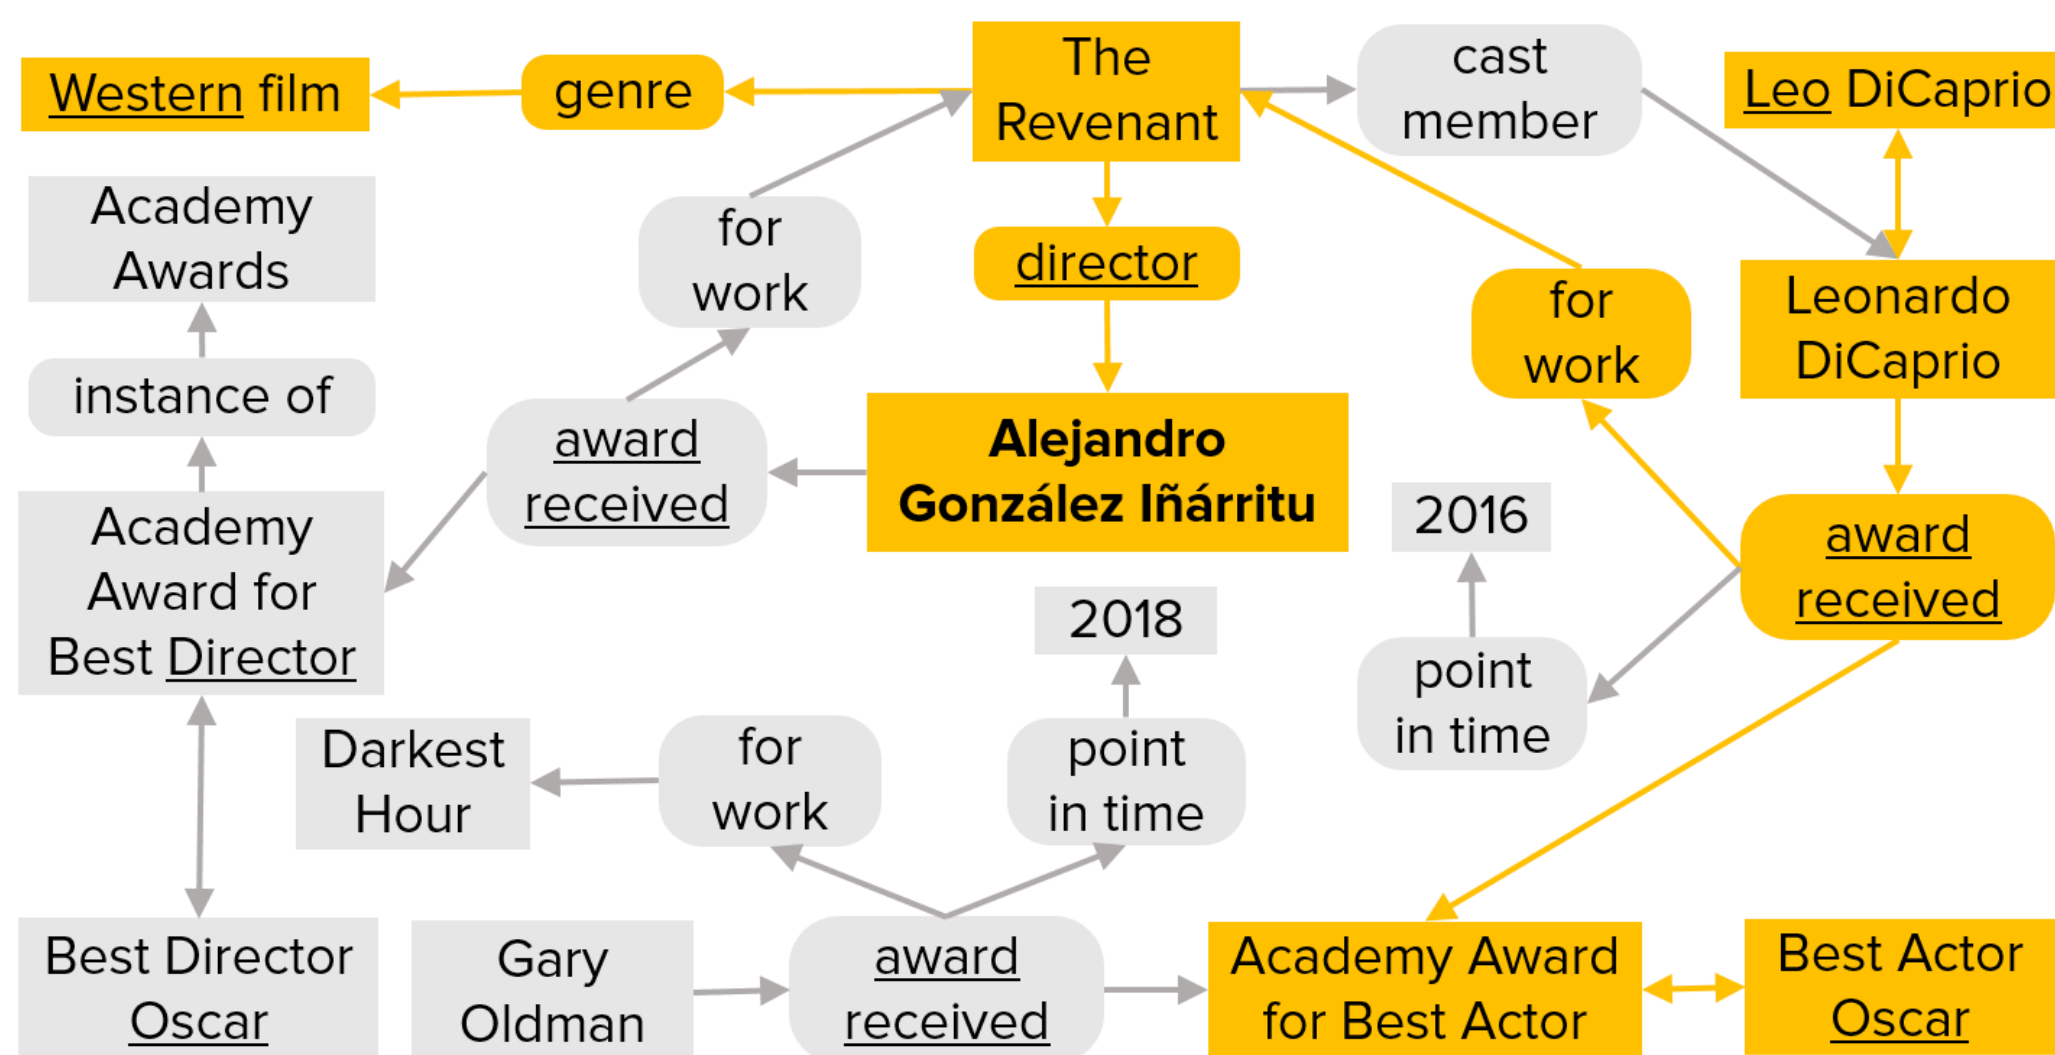 Western film
genre
The
Revenant
cast
member
Leo DiCaprio
Academy
Awards
for
work
director
for
work
Leonardo
DiCaprio
instance of
award
received
Alejandro
González Iñárritu
2016
award
received
Academy
Award for
Best Director
2018
point
in time
Darkest
Hour
for
work
point
in time
Best Director
Oscar
Gary
Oldman
award
received
Academy Award
for Best Actor
Best Actor
Oscar